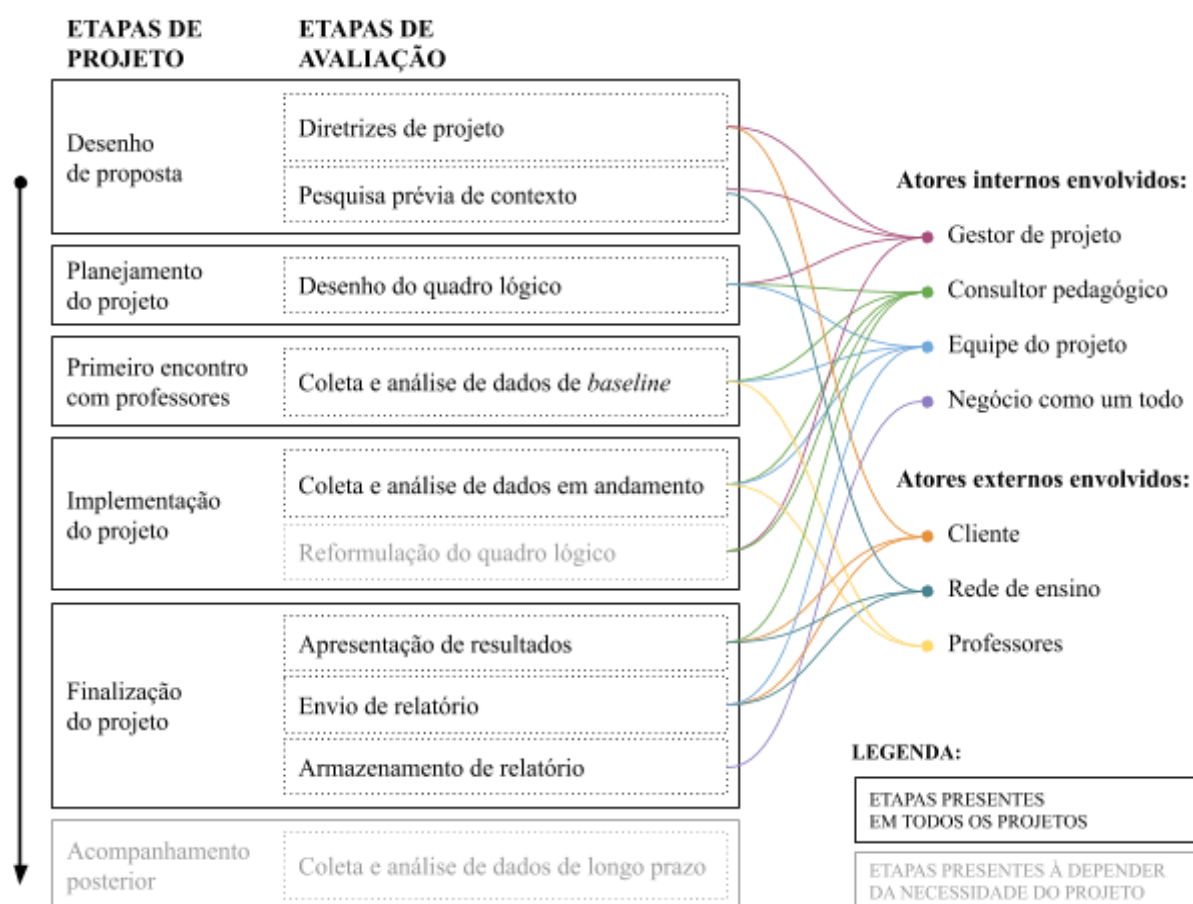 ETAPAS DE
PROJETO
ETAPAS DE
AVALIAÇÃO
Desenho
de proposta
Diretrizes de projeto
Pesquisa prévia de contexto
Planejamento
do projeto
Desenho do quadro lógico
Primeiro encontro
com professores
Coleta e análise de dados de baseline
Implementação
do projeto
Coleta e análise de dados em andamento
Reformulação do quadro lógico
Finalização
do projeto
Apresentação de resultados
Envio de relatório
Armazenamento de relatório
Acompanhamento
posterior
Coleta e análise de dados de longo prazo
Atores internos envolvidos:
Gestor de projeto
Consultor pedagógico
Equipe do projeto
Negócio como um todo
Atores externos envolvidos:
Cliente
Rede de ensino
Professores
LEGENDA:
ETAPAS PRESENTES
EM TODOS OS PROJETOS
ETAPAS PRESENTES À DEPENDER
DA NECESSIDADE DO PROJETO